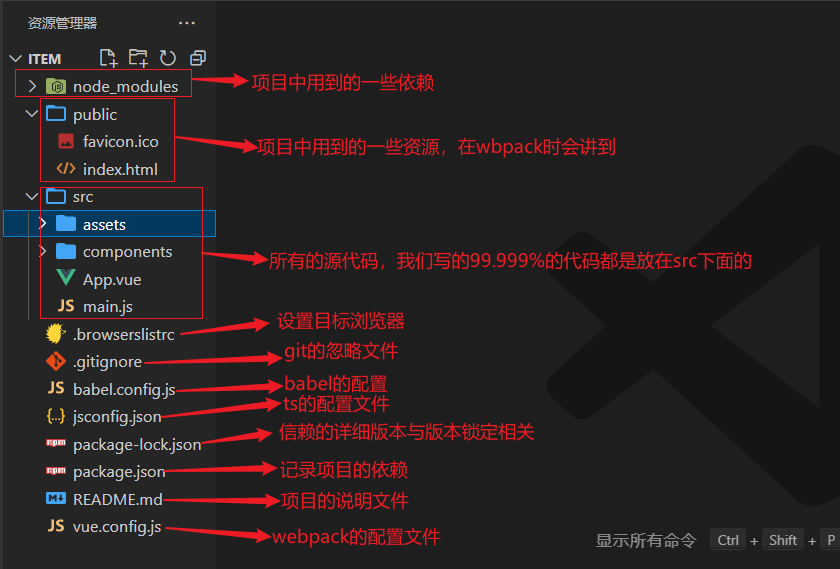 资源管理器 ...
ITEM
node_modules 项目中用到的一些依赖
public
favicon.ico 项目中用到的一些资源，在wbpack时会讲到
index.html
src
assets
components 所有的源代码，我们写的99.999%的代码都是放在src下面的
App.vue
JS main.js
.browserslistrc 设置目标浏览器
.gitignore git的忽略文件
JS babel.config.js babel的配置
{..} jsconfig.json ts的配置文件
npm package-lock.json 信赖的详细版本与版本锁定相关
npm package.json 记录项目的依赖
M↓ README.md 项目的说明文件
JS vue.config.js webpack的配置文件
显示所有命令 Ctrl + Shift + P